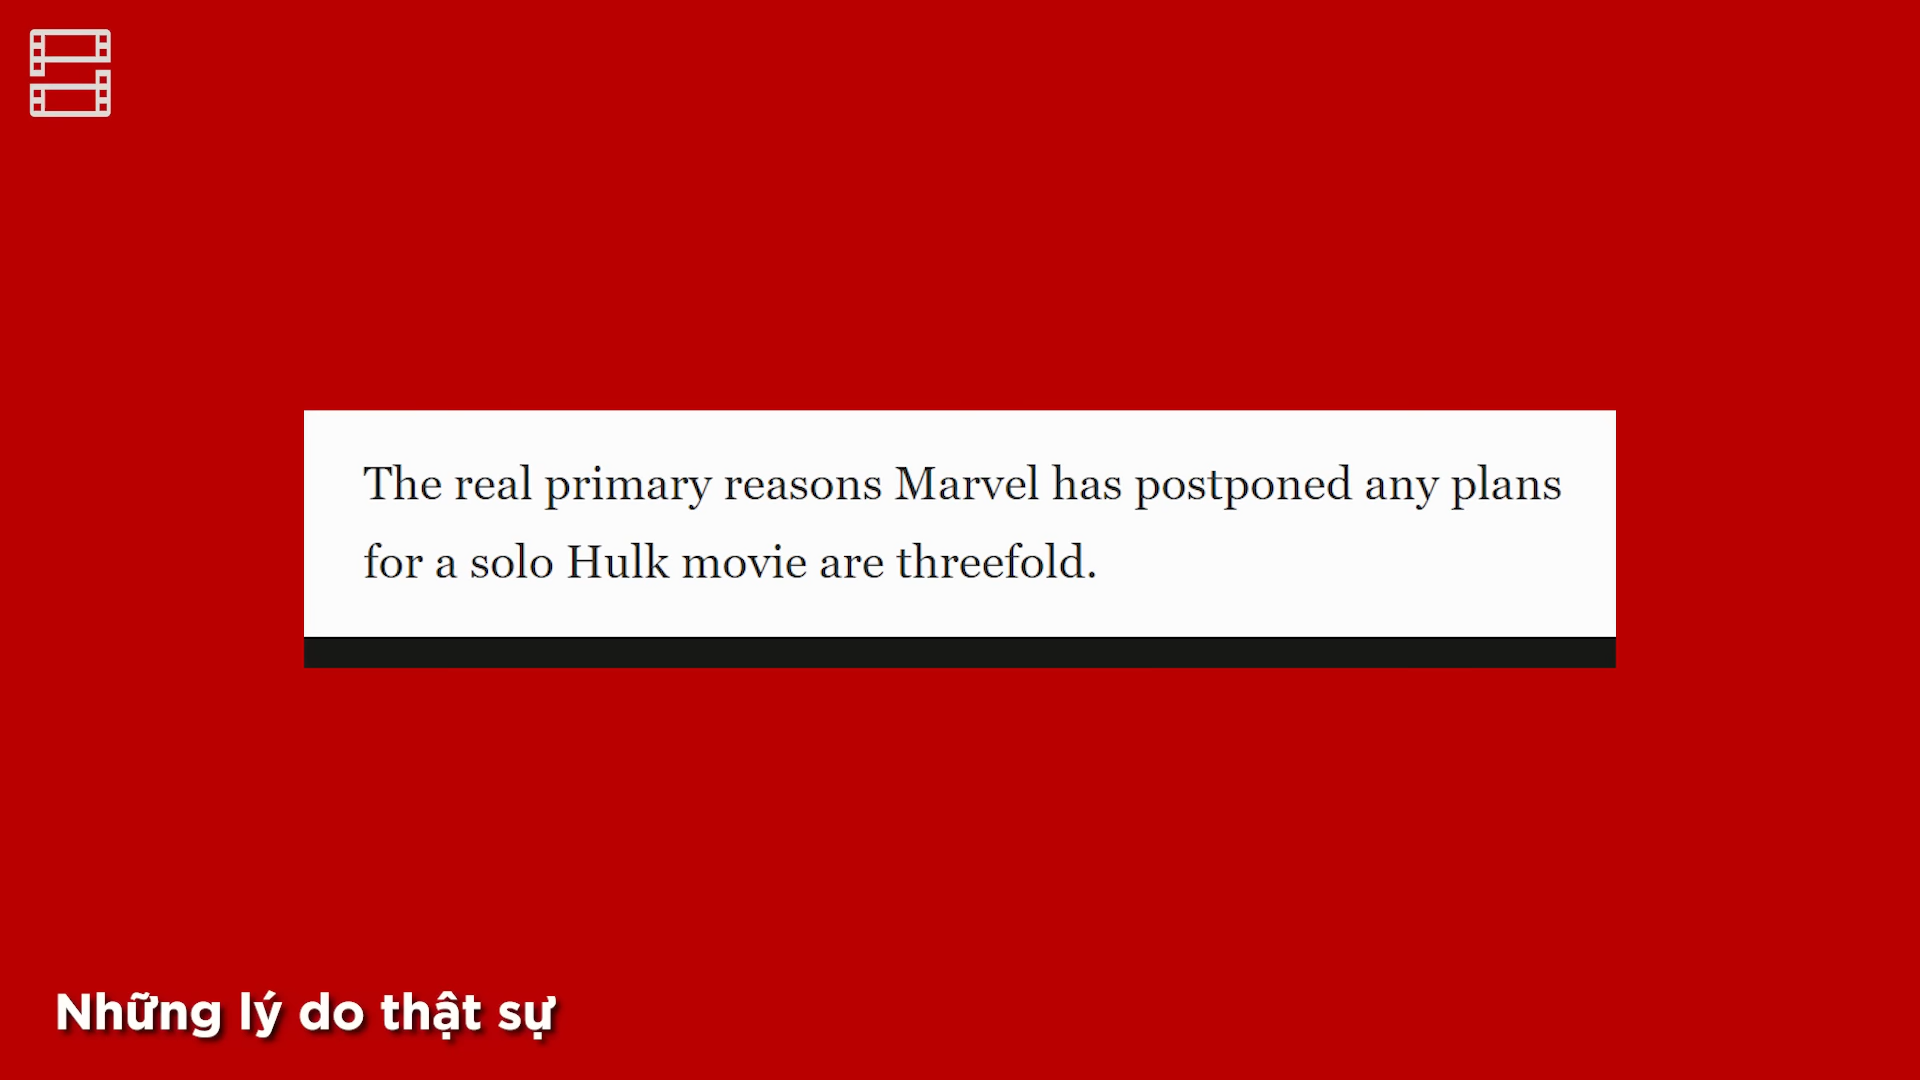 The real primary reasons Marvel has postponed any plans
for a solo Hulk movie are threefold.
Những lý do thật sự